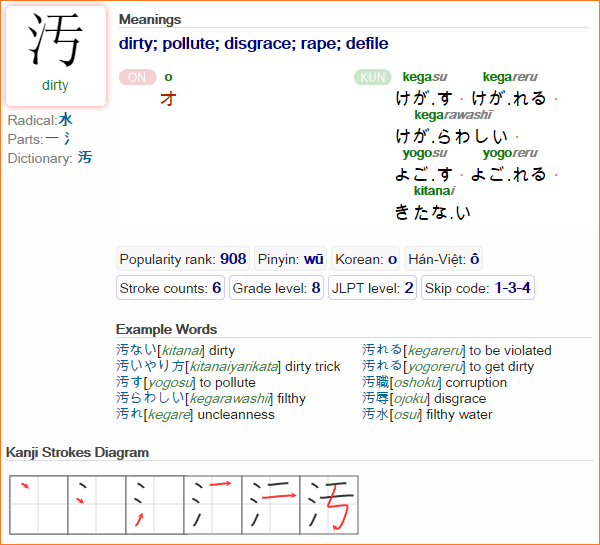 汚
dirty
Radical:水
Parts:一 氵
Dictionary: 汚
Meanings
dirty; pollute; disgrace; rape; defile
ON o
オ
KUN kegasu kegareru
けが.す · けが.れる ·
kegarawashī
けが.らわしい ·
yogosu yogoreru
よご.す · よご.れる ·
kitanai
きたな.い
Popularity rank: 908 Pinyin: wū Korean: o Hán-Việt: ô
Stroke counts: 6 Grade level: 8 JLPT level: 2 Skip code: 1-3-4
Example Words
汚ない[kitanai] dirty
汚いやり方[kitanaiyarikata] dirty trick
汚す[yogosu] to pollute
汚らわしい[kegarawashii] filthy
汚れ[kegare] uncleanness
汚れる[kegareru] to be violated
汚れる[yogoreru] to get dirty
汚職[oshoku] corruption
汚辱[ojoku] disgrace
汚水[osui] filthy water
Kanji Strokes Diagram
汚